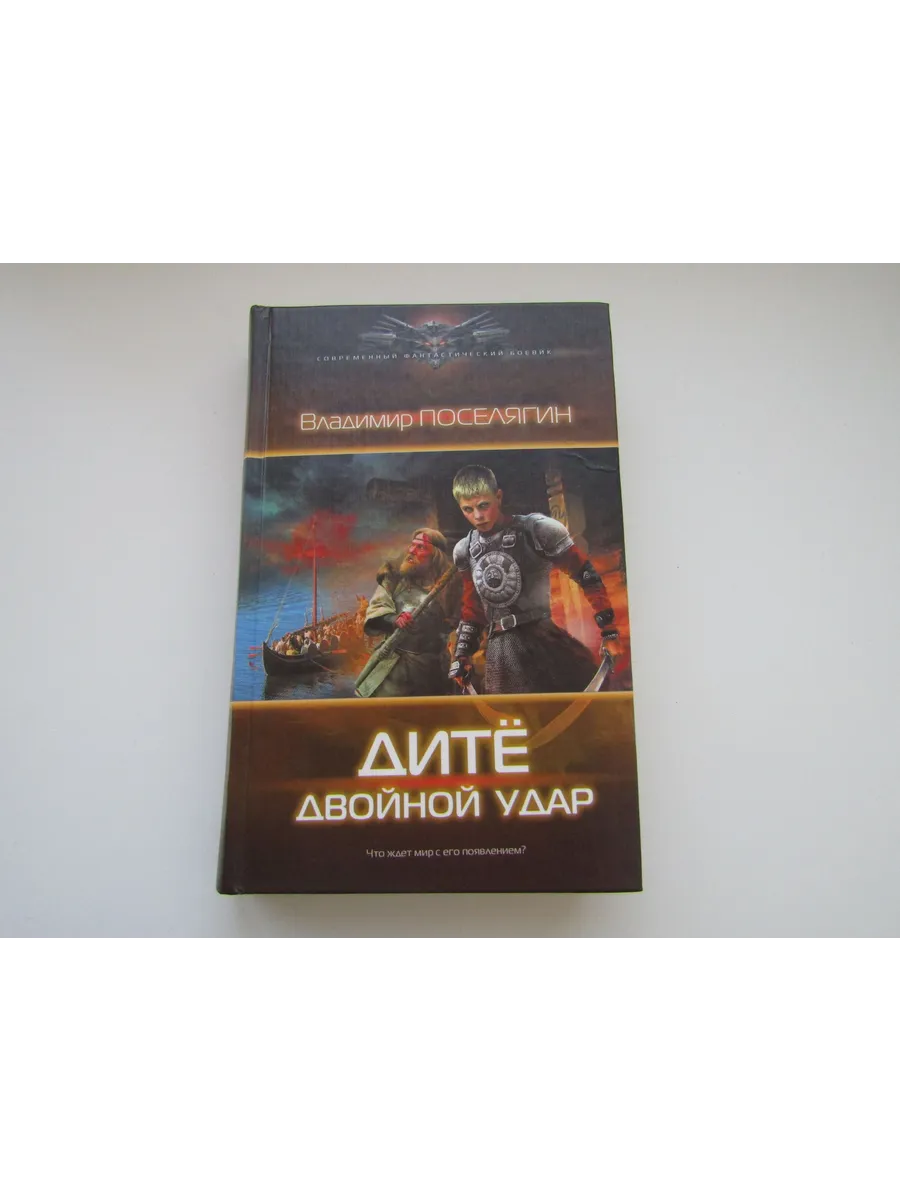 СОВРЕМЕННЫЙ ФАНТАСТИЧЕСКИЙ БОЕВИК
Владимир ПОСЕЛЯГИН
ДИТЁ
ДВОЙНОЙ УДАР
Что ждет мир с его появлением?